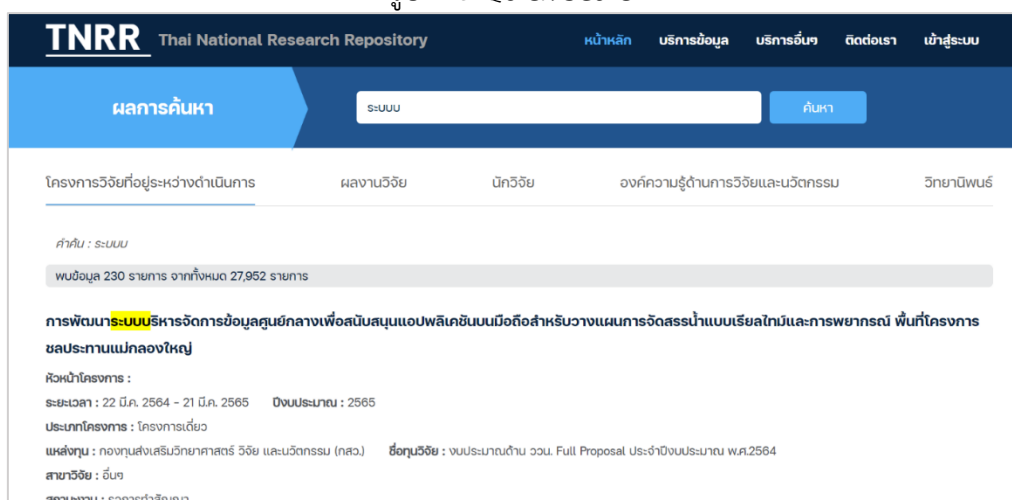 TNRR Thai National Research Repository หน้าหลัก บริการข้อมูล บริการอื่นๆ ติดต่อเรา เข้าสู่ระบบ
ผลการค้นหา ระบบบ ค้นหา
โครงการวิจัยที่อยู่ระหว่างดำเนินการ ผลงานวิจัย นักวิจัย องค์ความรู้ด้านการวิจัยและนวัตกรรม วิทยานิพนธ์
คำค้น : ระบบบ
พบข้อมูล 230 รายการ จากทั้งหมด 27,952 รายการ
การพัฒนาระบบบริหารจัดการข้อมูลศูนย์กลางเพื่อสนับสนุนแอปพลิเคชันบนมือถือสำหรับวางแผนการจัดสรรน้ำแบบเรียลไทม์และการพยากรณ์ พื้นที่โครงการ
ชลประทานแม่กลองใหญ่
หัวหน้าโครงการ :
ระยะเวลา : 22 มี.ค. 2564 - 21 มี.ค. 2565 ปีงบประมาณ : 2565
ประเภทโครงการ : โครงการเดี่ยว
แหล่งทุน : กองทุนส่งเสริมวิทยาศาสตร์ วิจัย และนวัตกรรม (กสว.) ชื่อทุนวิจัย : งบประมาณด้าน ววน. Full Proposal ประจำปีงบประมาณ พ.ศ.2564
สาขาวิจัย : อื่นๆ
สถานะงาน : รอการทำสัญญา